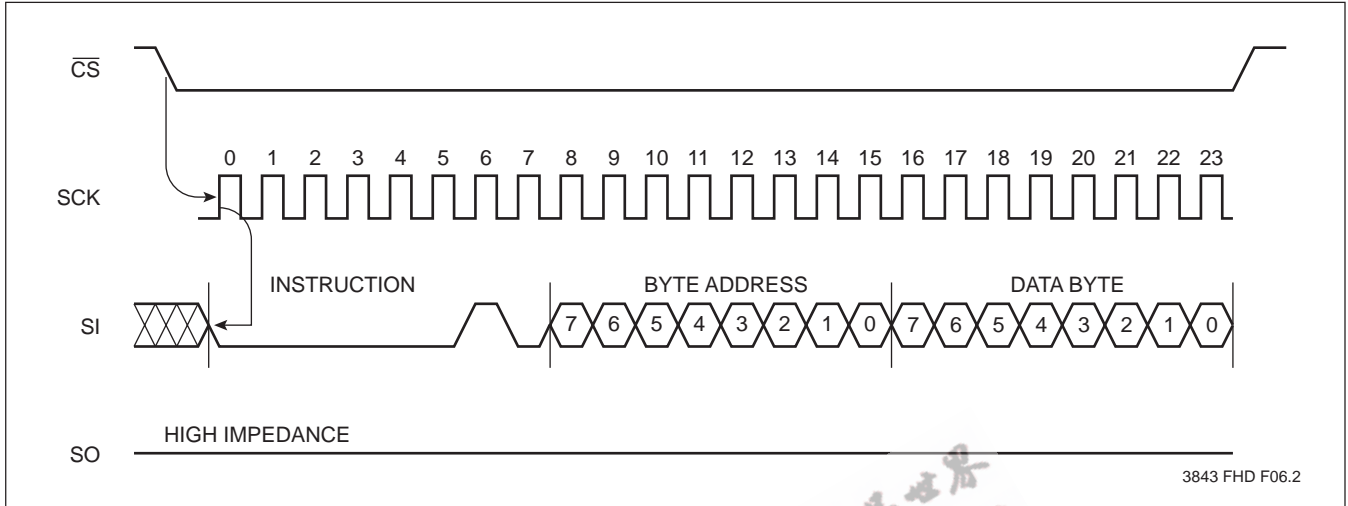 CS
0 1 2 3 4 5 6 7 8 9 10 11 12 13 14 15 16 17 18 19 20 21 22 23
SCK
INSTRUCTION BYTE ADDRESS DATA BYTE
SI 7 6 5 4 3 2 1 0 7 6 5 4 3 2 1 0
HIGH IMPEDANCE
SO
3843 FHD F06.2